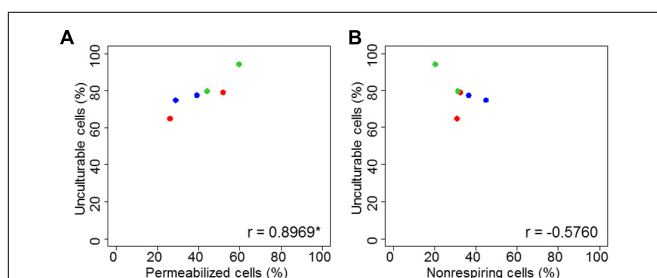 A
B
Unculturable cells (%)
100
80
60
40
20
0
r = 0.8969*
0 20 40 60 80 100
Permeabilized cells (%)
Unculturable cells (%)
100
80
60
40
20
0
r = -0.5760
0 20 40 60 80 100
Nonrespiring cells (%)